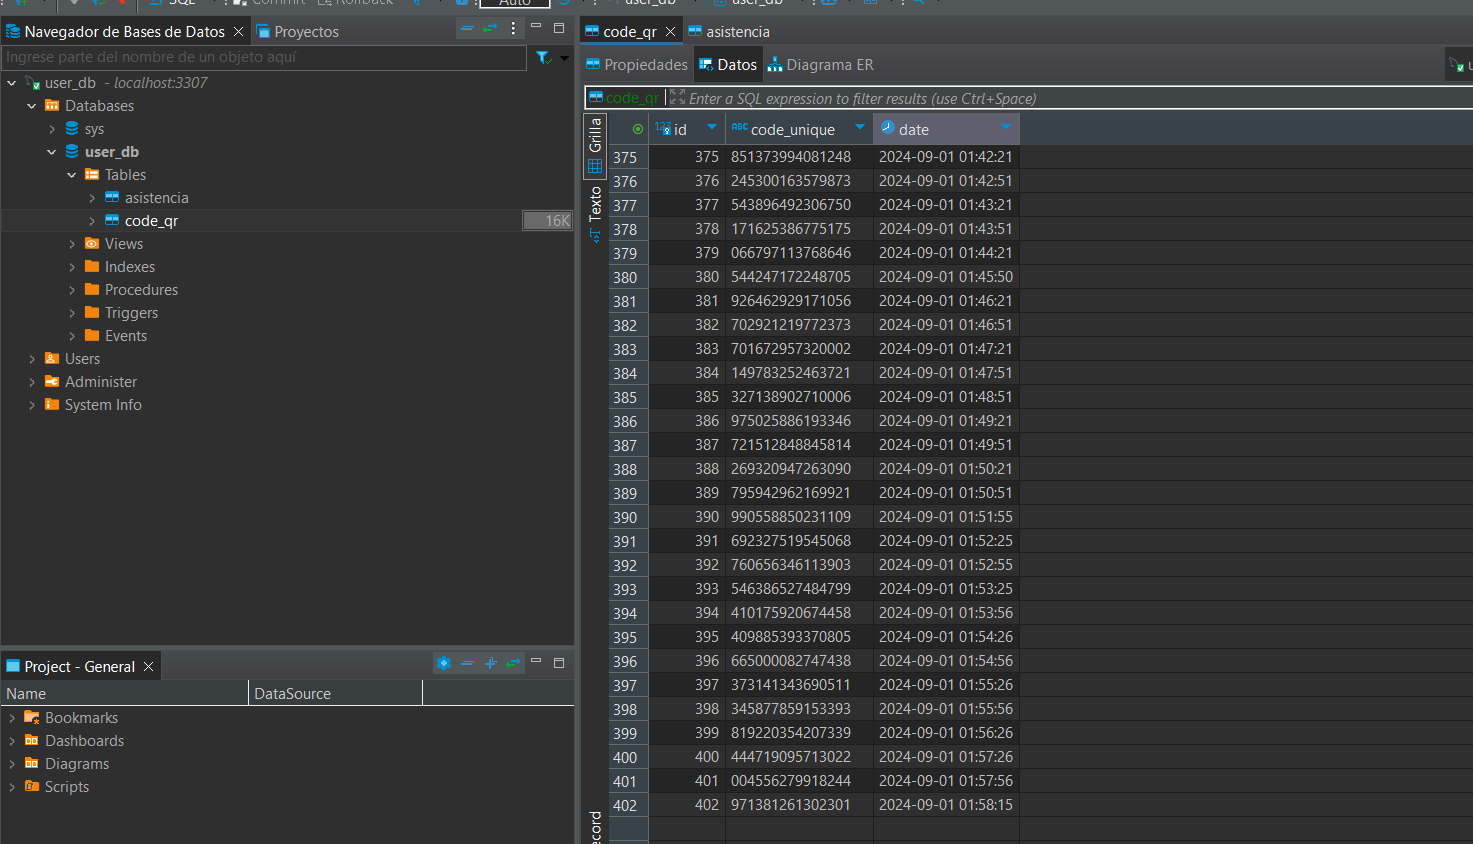 SQL Commit Rollback Auto user_db user_db
Navegador de Bases de Datos Proyectos
Ingrese parte del nombre de un objeto aquí
user_db - localhost:3307
Databases
sys
user_db
Tables
asistencia
code_qr 16K
Views
Indexes
Procedures
Triggers
Events
Users
Administer
System Info
Project - General
Name DataSource
Bookmarks
Dashboards
Diagrams
Scripts
code_qr asistencia
Propiedades Datos Diagrama ER
code_qr Enter a SQL expression to filter results (use Ctrl+Space)
Grilla
Texto
123 id ABC code_unique date
375 375 851373994081248 2024-09-01 01:42:21
376 376 245300163579873 2024-09-01 01:42:51
377 377 543896492306750 2024-09-01 01:43:21
378 378 171625386775175 2024-09-01 01:43:51
379 379 066797113768646 2024-09-01 01:44:21
380 380 544247172248705 2024-09-01 01:45:50
381 381 926462929171056 2024-09-01 01:46:21
382 382 702921219772373 2024-09-01 01:46:51
383 383 701672957320002 2024-09-01 01:47:21
384 384 149783252463721 2024-09-01 01:47:51
385 385 327138902710006 2024-09-01 01:48:51
386 386 975025886193346 2024-09-01 01:49:21
387 387 721512848845814 2024-09-01 01:49:51
388 388 269320947263090 2024-09-01 01:50:21
389 389 795942962169921 2024-09-01 01:50:51
390 390 990558850231109 2024-09-01 01:51:55
391 391 692327519545068 2024-09-01 01:52:25
392 392 760656346113903 2024-09-01 01:52:55
393 393 546386527484799 2024-09-01 01:53:25
394 394 410175920674458 2024-09-01 01:53:56
395 395 409885393370805 2024-09-01 01:54:26
396 396 665000082747438 2024-09-01 01:54:56
397 397 373141343690511 2024-09-01 01:55:26
398 398 345877859153393 2024-09-01 01:55:56
399 399 819220354207339 2024-09-01 01:56:26
400 400 444719095713022 2024-09-01 01:57:26
401 401 004556279918244 2024-09-01 01:57:56
402 402 971381261302301 2024-09-01 01:58:15